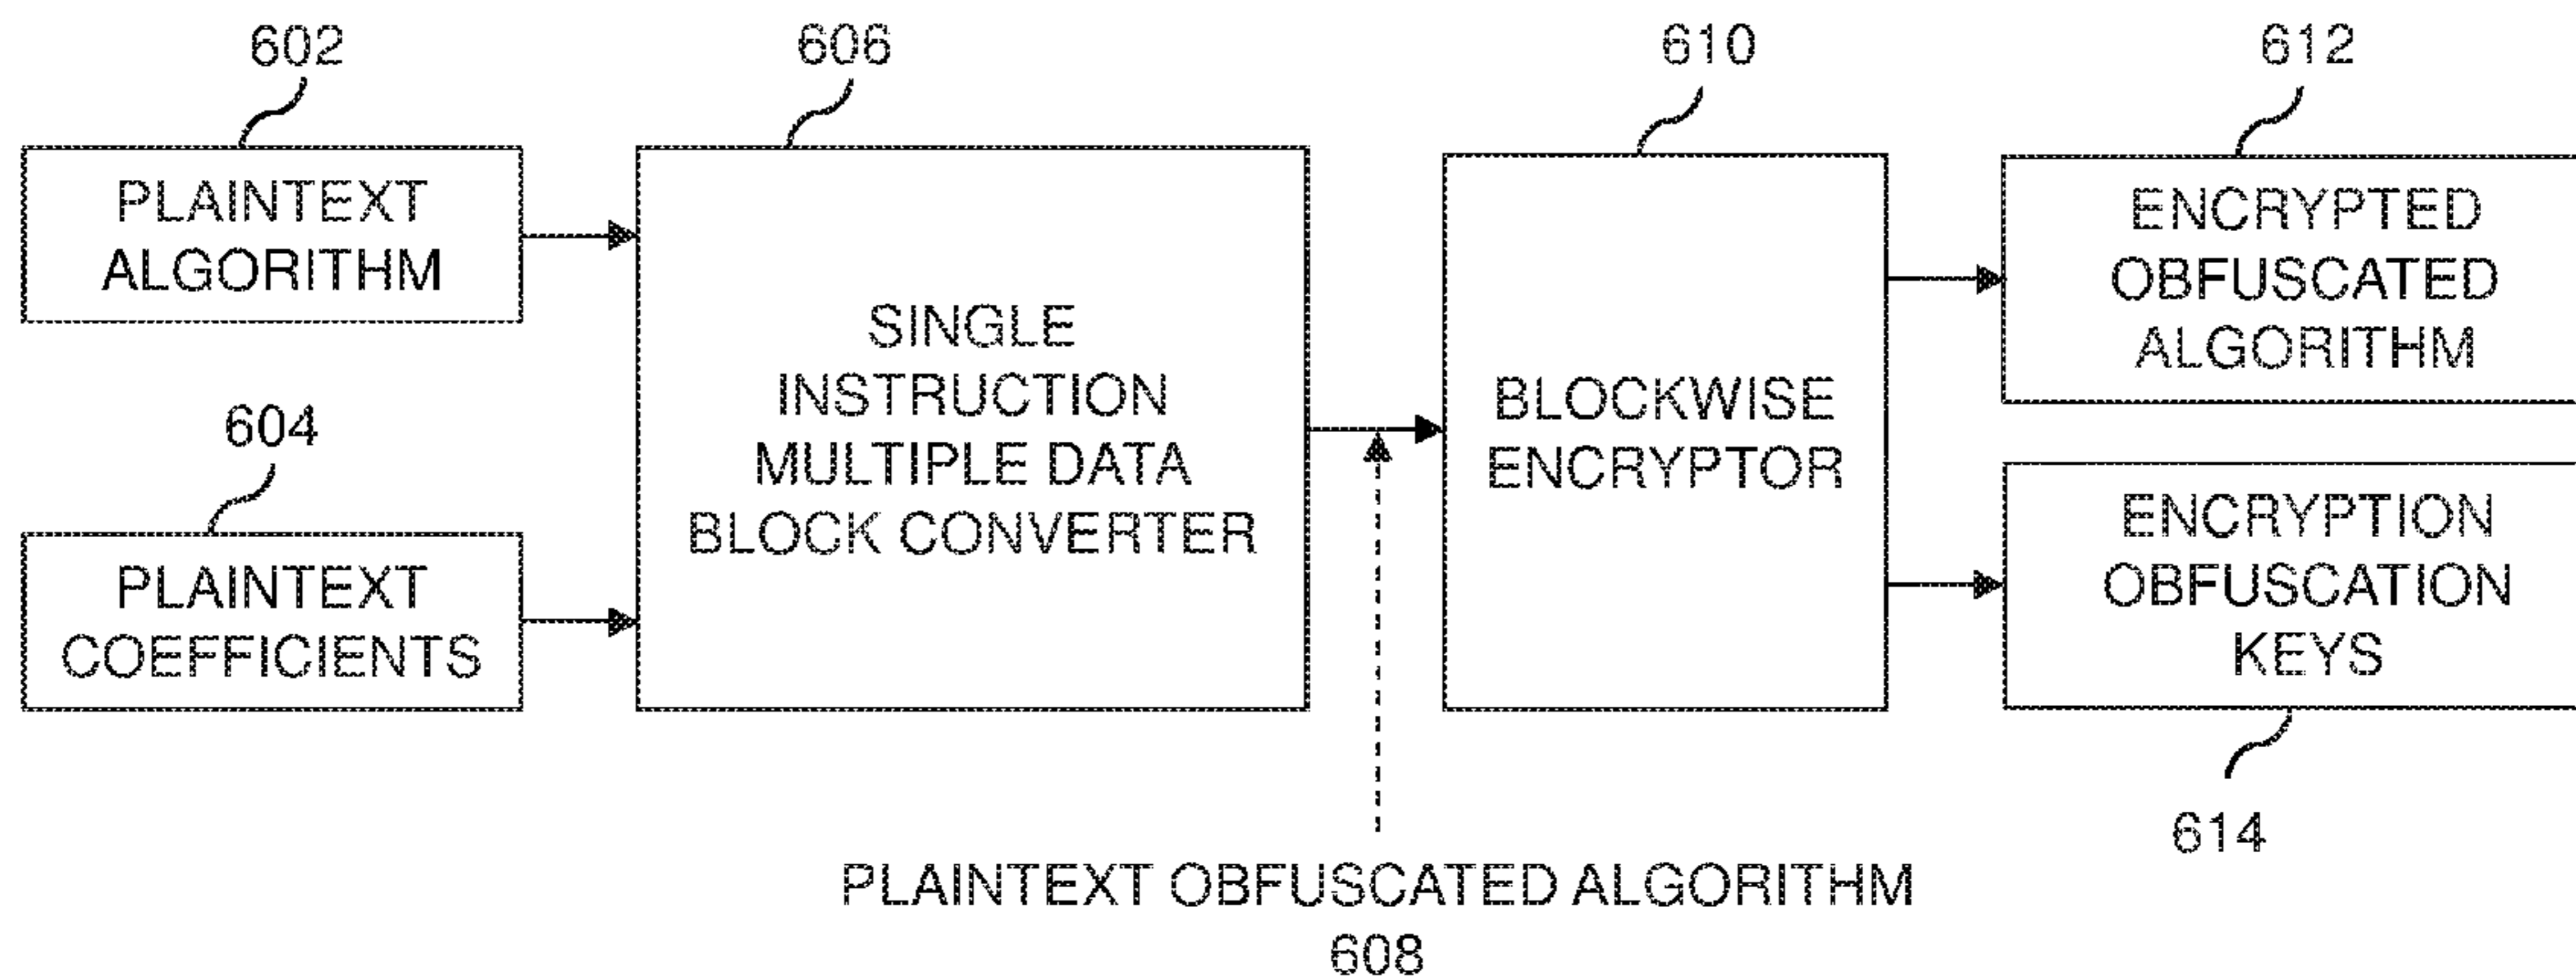 602
606
610
612
PLAINTEXT
ALGORITHM
SINGLE
INSTRUCTION
MULTIPLE DATA
BLOCK CONVERTER
BLOCKWISE
ENCRYPTOR
ENCRYPTED
OBFUSCATED
ALGORITHM
604
PLAINTEXT
COEFFICIENTS
ENCRYPTION
OBFUSCATION
KEYS
614
PLAINTEXT OBFUSCATED ALGORITHM
608